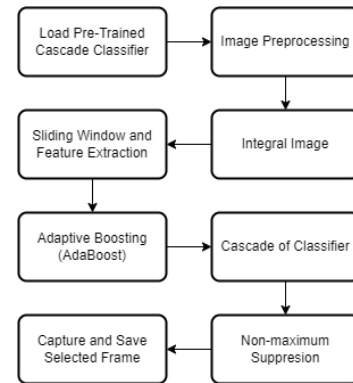 Load Pre-Trained
Cascade Classifier
Image Preprocessing
Integral Image
Sliding Window and
Feature Extraction
Adaptive Boosting
(AdaBoost)
Cascade of Classifier
Non-maximum
Suppresion
Capture and Save
Selected Frame